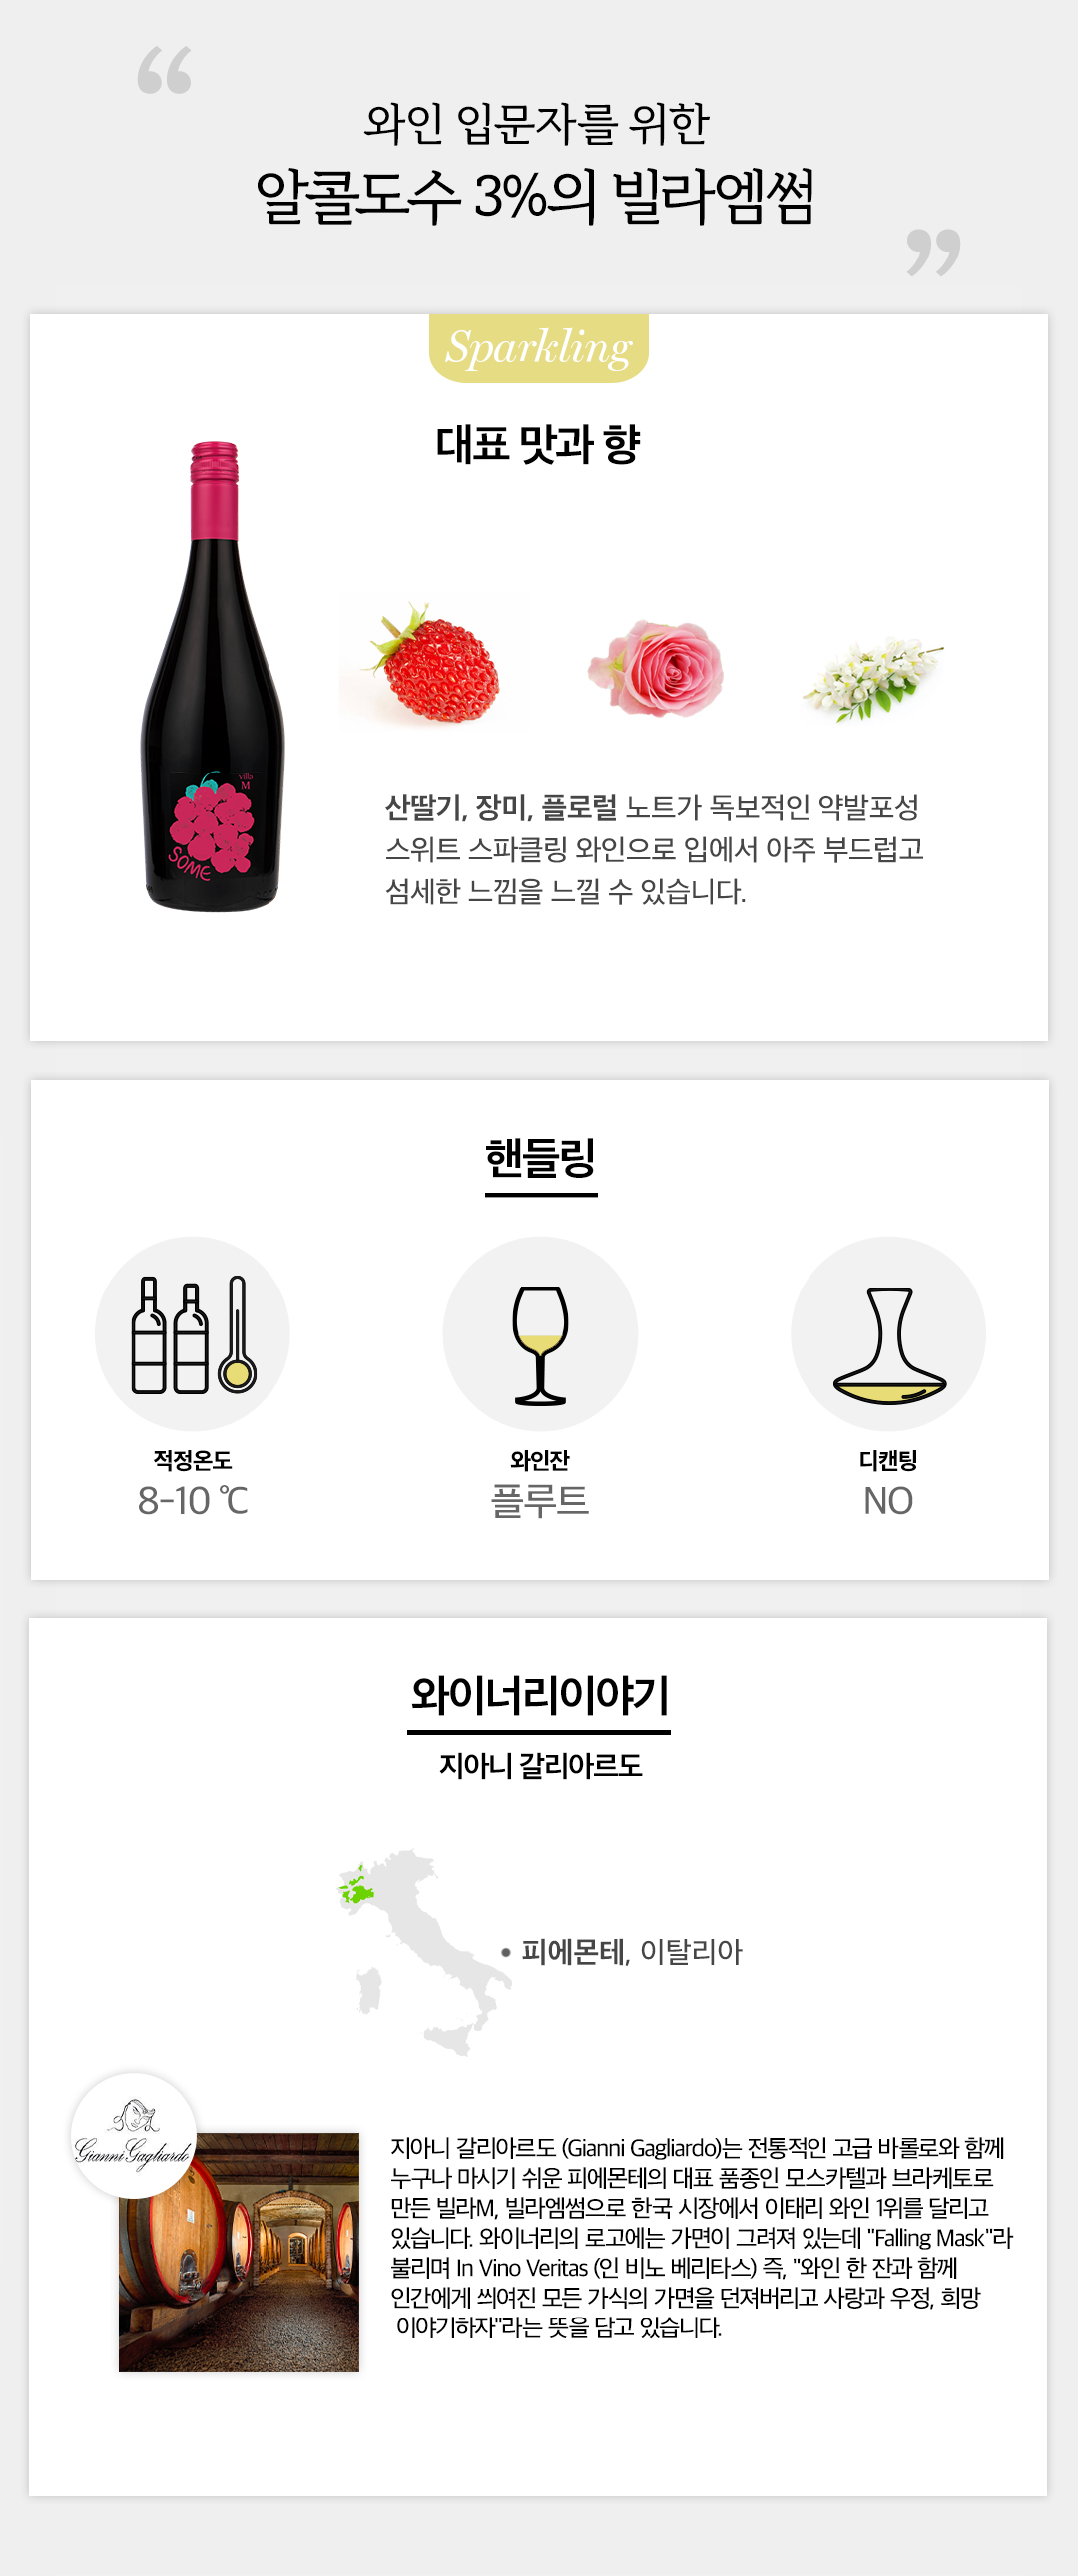 “
와인 입문자를 위한
알콜도수 3%의 빌라엠썸
”
Sparkling
대표 맛과 향
villa
M
SOME
산딸기, 장미, 플로럴 노트가 독보적인 약발포성
스위트 스파클링 와인으로 입에서 아주 부드럽고
섬세한 느낌을 느낄 수 있습니다.
핸들링
적정온도
8-10 ℃
와인잔
플루트
디캔팅
NO
와이너리이야기
지아니 갈리아르도
• 피에몬테, 이탈리아
Gianni Gagliardo
지아니 갈리아르도 (Gianni Gagliardo)는 전통적인 고급 바롤로와 함께
누구나 마시기 쉬운 피에몬테의 대표 품종인 모스카텔과 브라케토로
만든 빌라M, 빌라엠썸으로 한국 시장에서 이태리 와인 1위를 달리고
있습니다. 와이너리의 로고에는 가면이 그려져 있는데 "Falling Mask"라
불리며 In Vino Veritas (인 비노 베리타스) 즉, "와인 한 잔과 함께
인간에게 씌여진 모든 가식의 가면을 던져버리고 사랑과 우정, 희망
이야기하자"라는 뜻을 담고 있습니다.